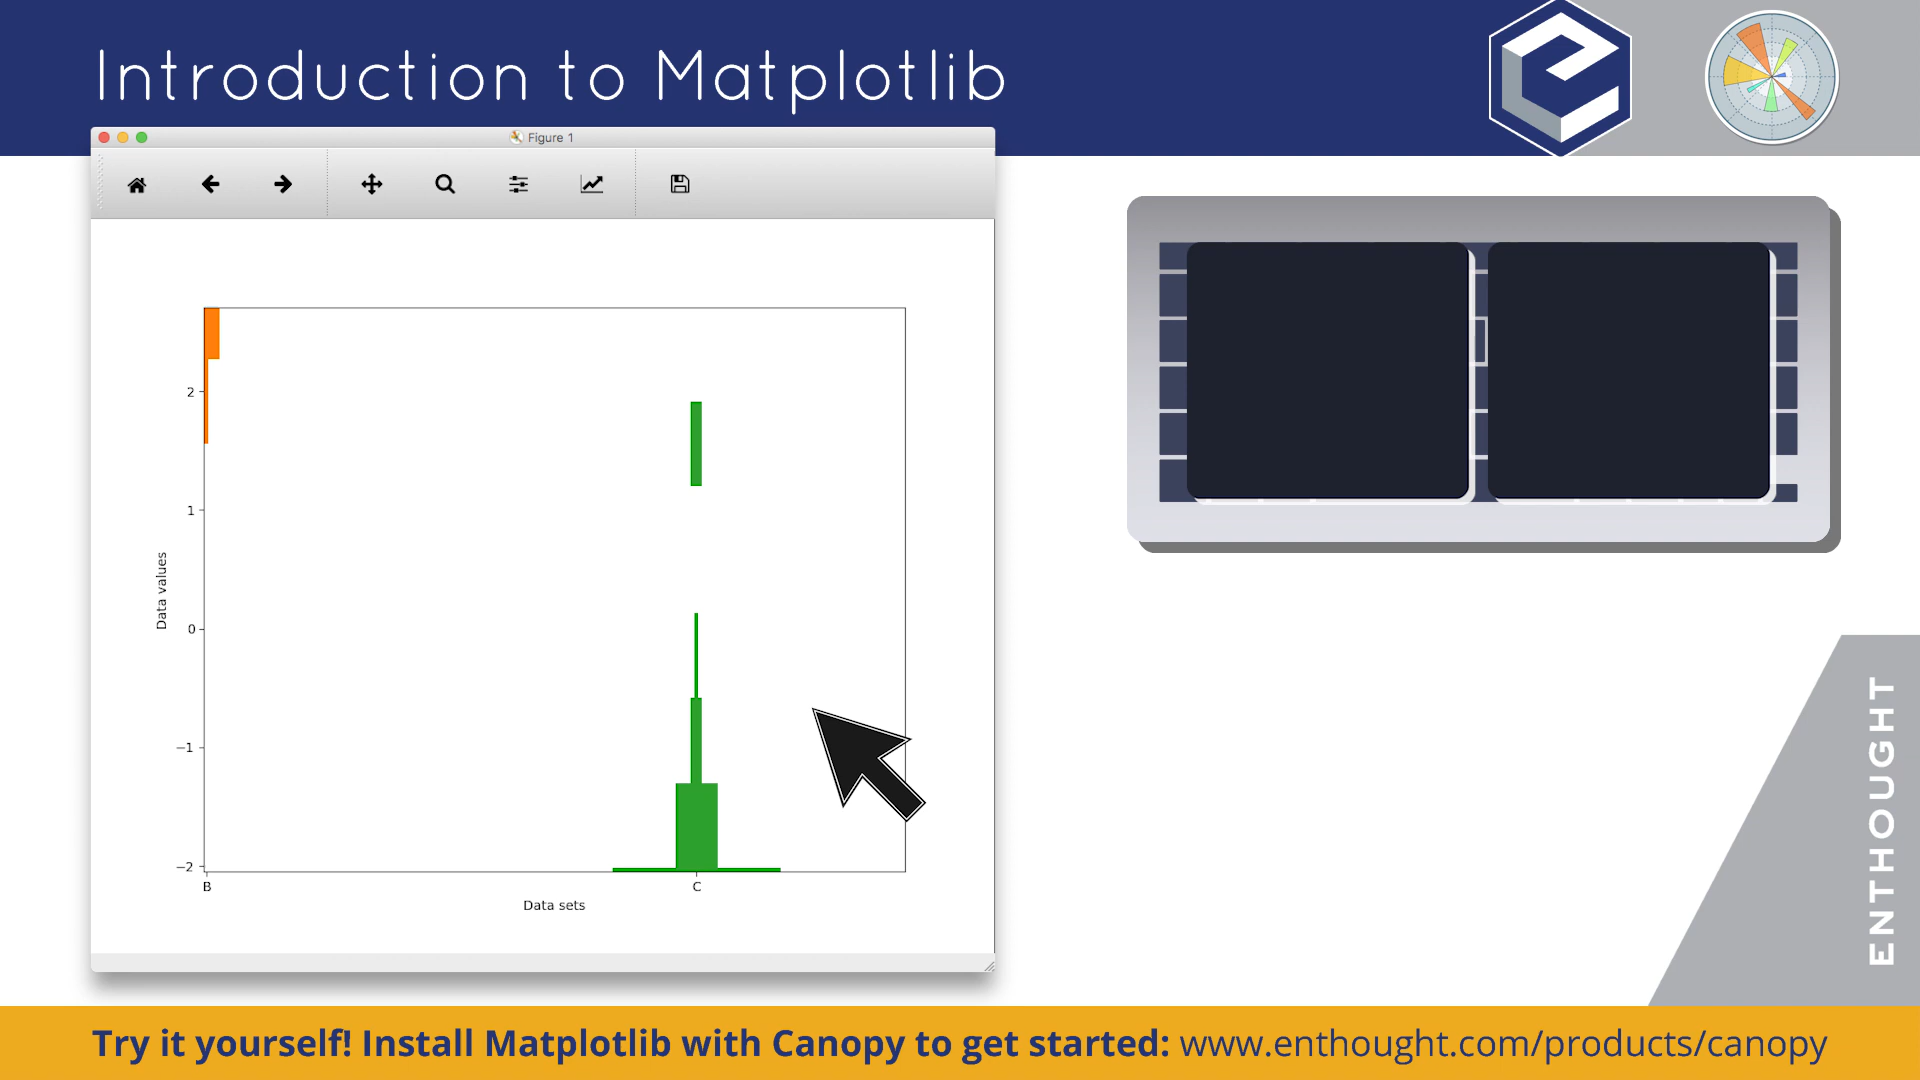 Introduction to Matplotlib
Figure 1
2
1
0
−1
−2
Data values
B
C
Data sets
ENTHOUGHT
Try it yourself! Install Matplotlib with Canopy to get started: www.enthought.com/products/canopy